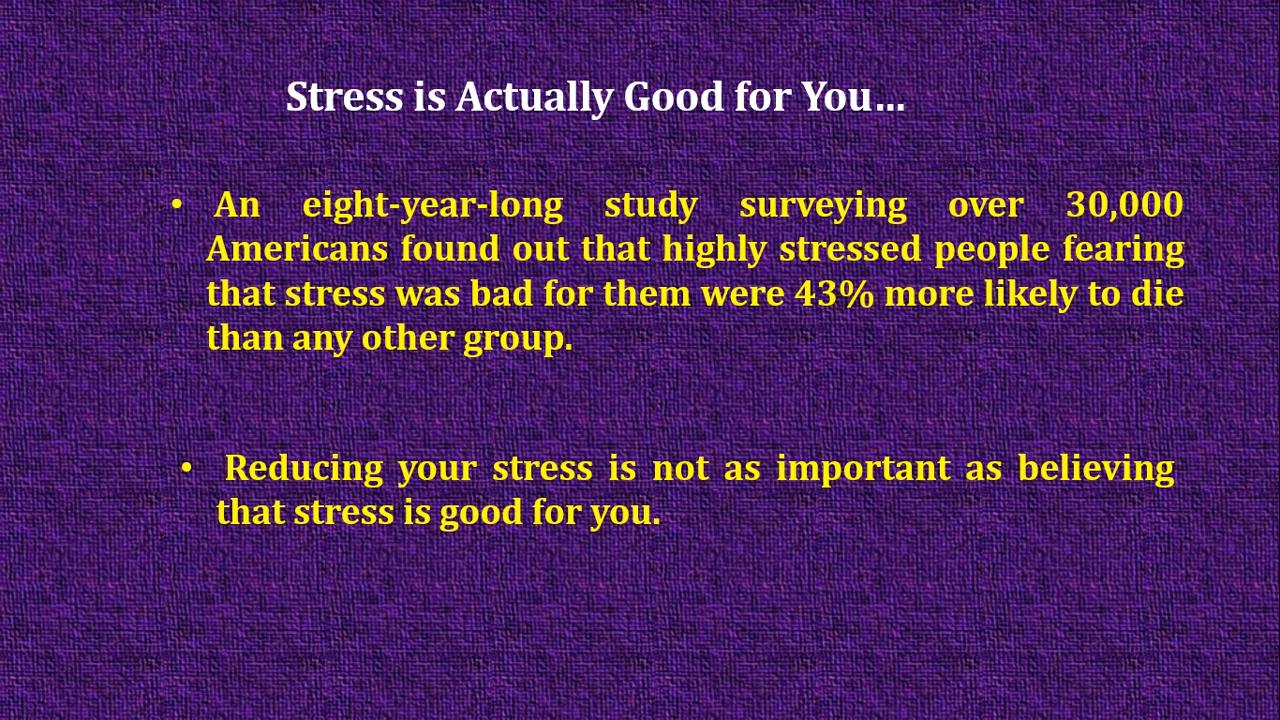 Stress is Actually Good for You...
• An eight-year-long study surveying over 30,000
Americans found out that highly stressed people fearing
that stress was bad for them were 43% more likely to die
than any other group.
• Reducing your stress is not as important as believing
that stress is good for you.